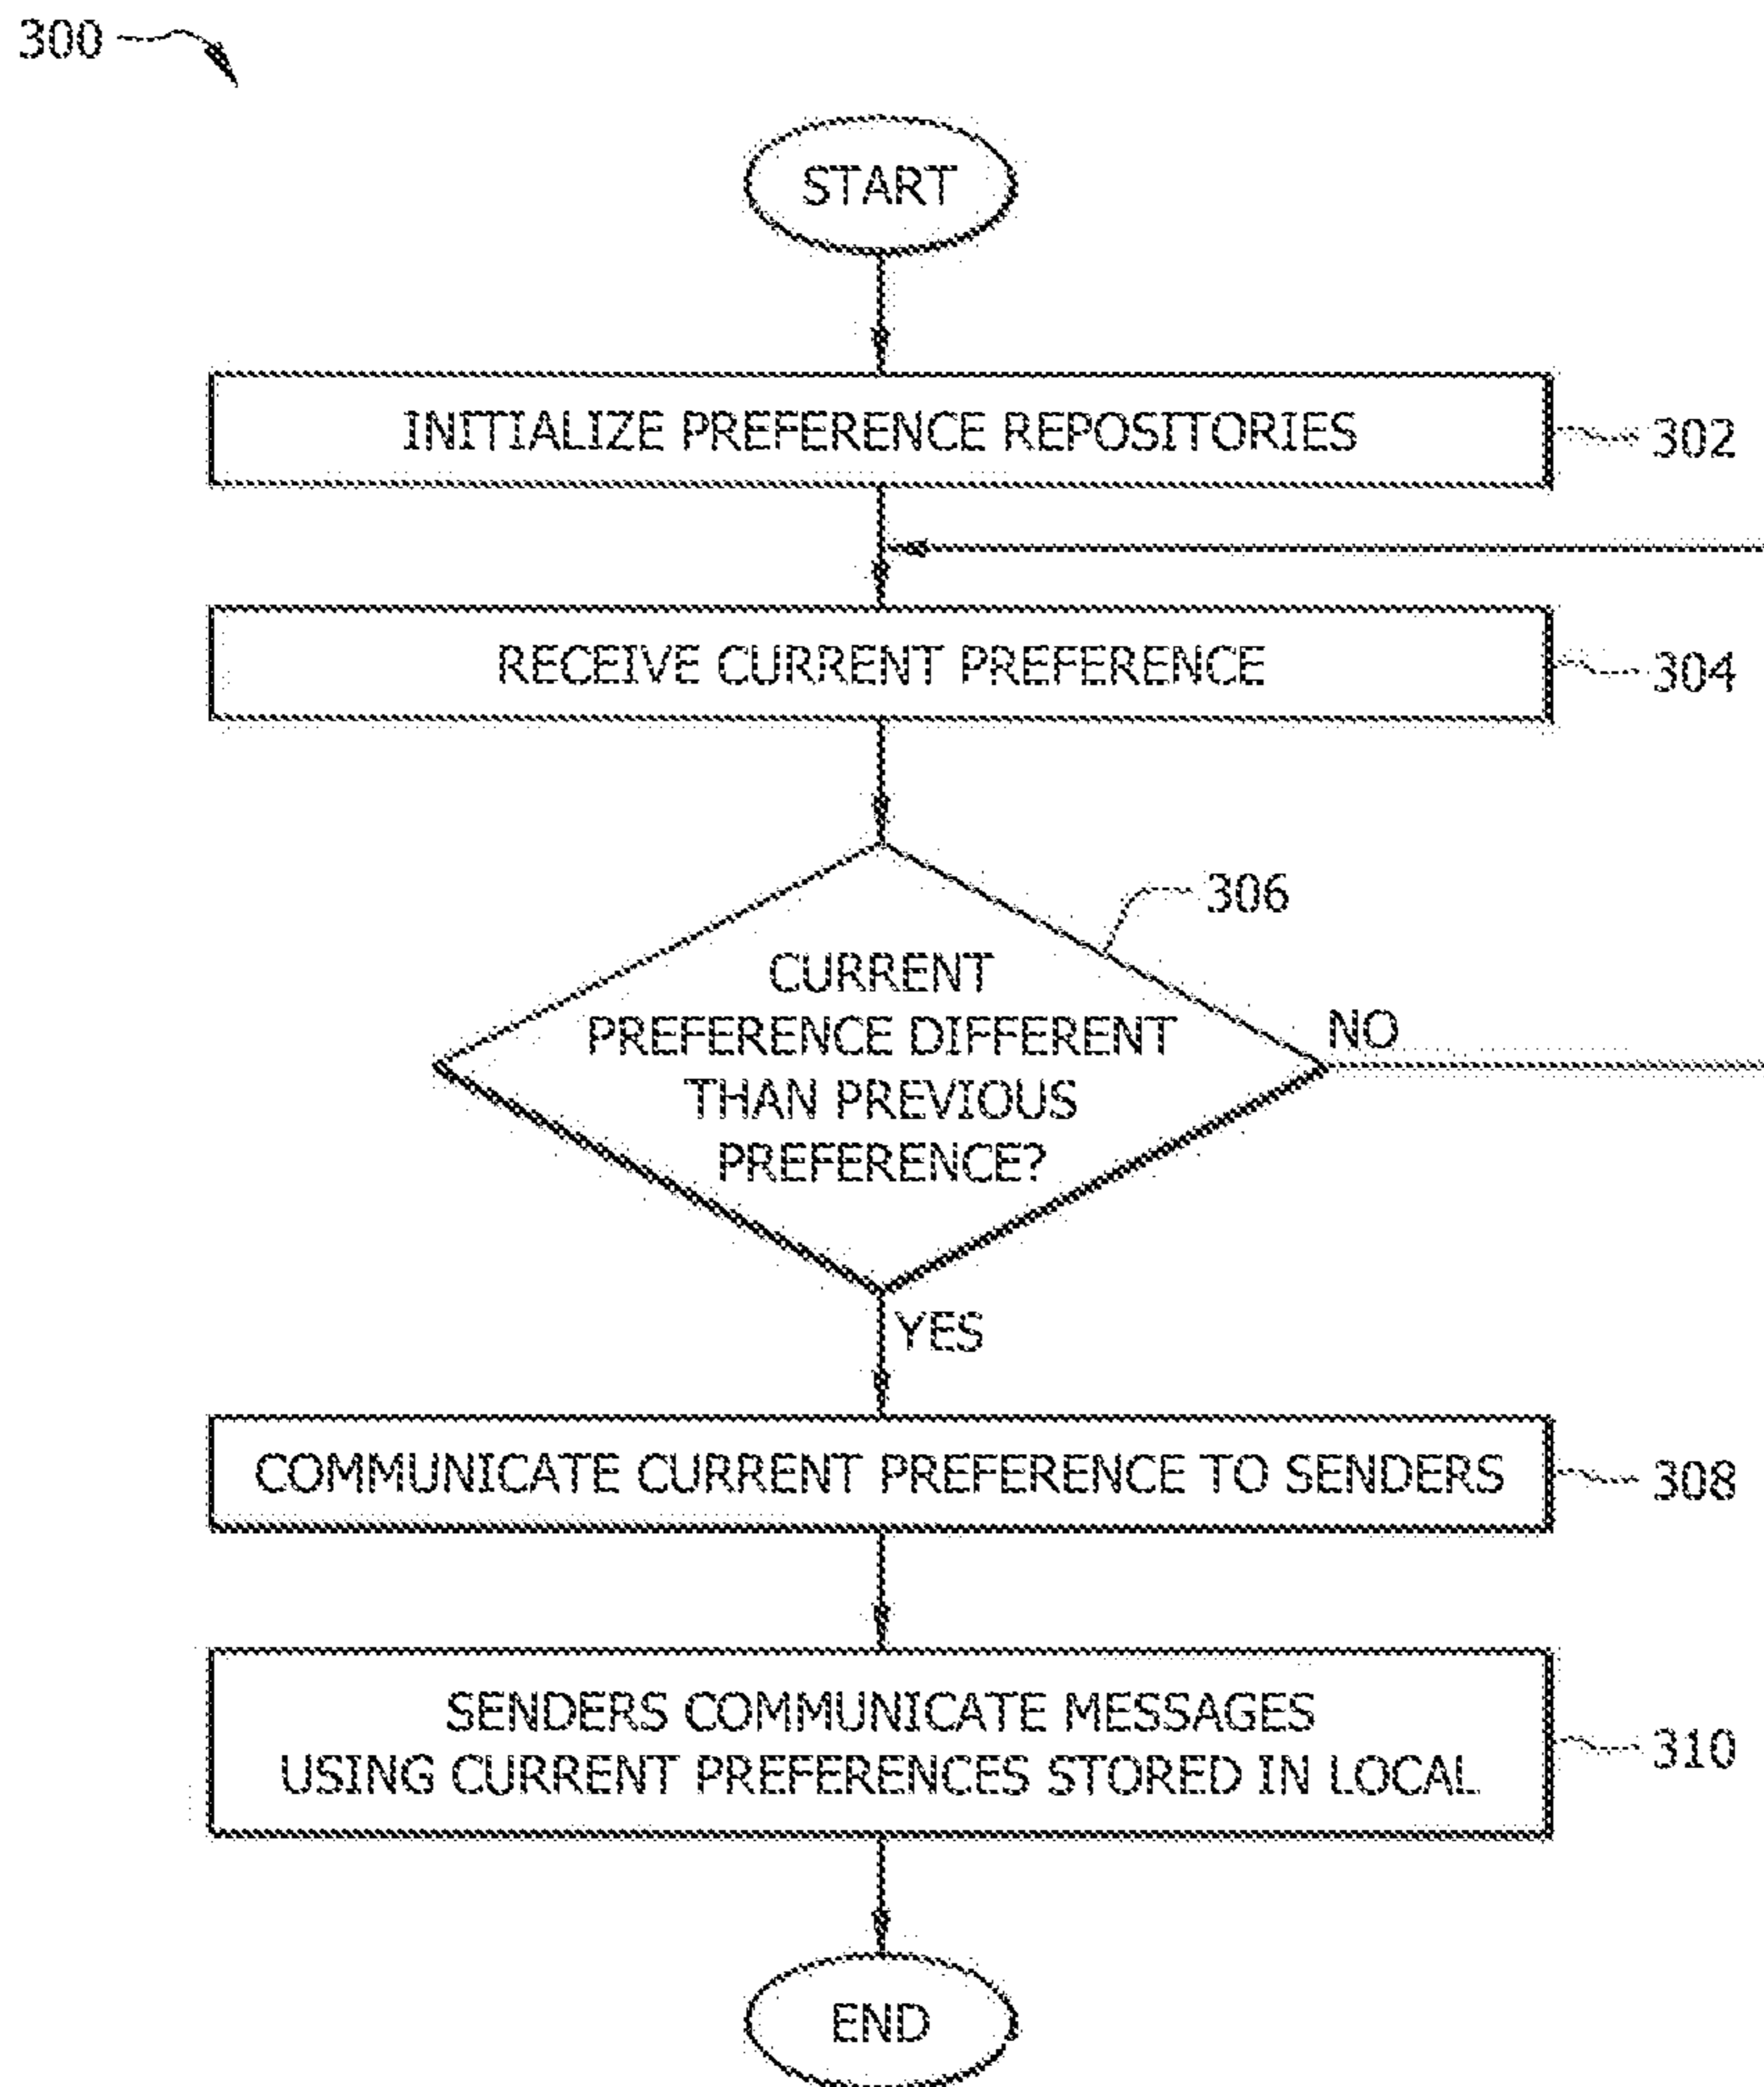 300
START
INITIALIZE PREFERENCE REPOSITORIES
302
RECEIVE CURRENT PREFERENCE
304
306
CURRENT
PREFERENCE DIFFERENT
THAN PREVIOUS
PREFERENCE?
NO
YES
COMMUNICATE CURRENT PREFERENCE TO SENDERS
308
SENDERS COMMUNICATE MESSAGES
USING CURRENT PREFERENCES STORED IN LOCAL
310
END